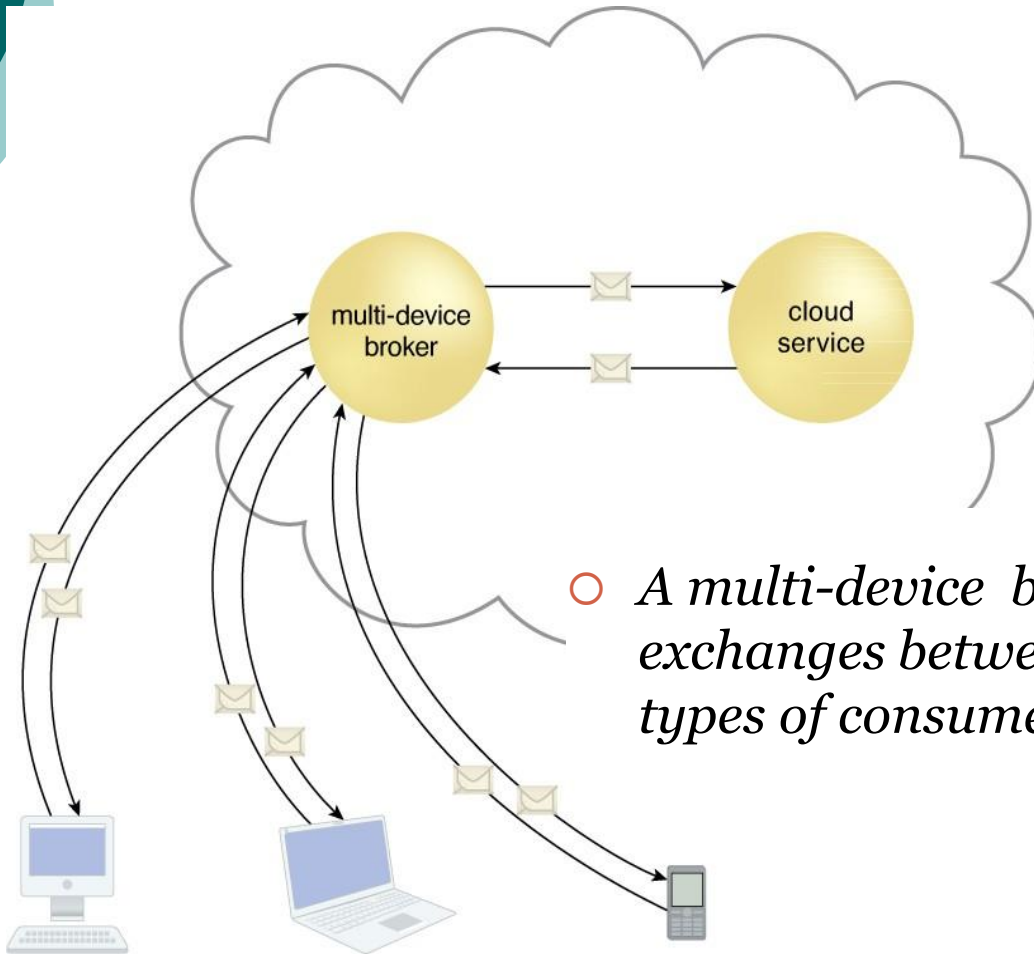 multi-device
broker
cloud
service
A multi-device b
exchanges betwe
types of consume